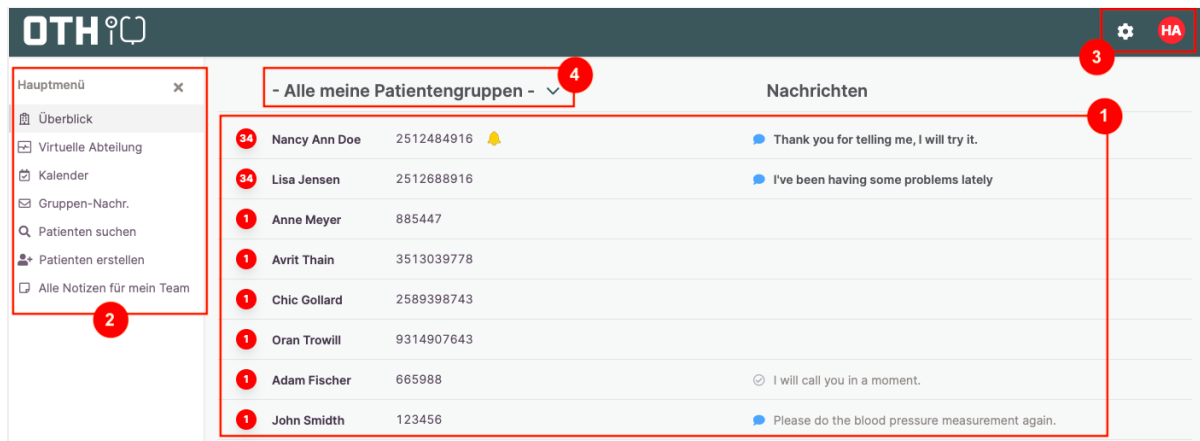 OTH
HA
3
Hauptmenü
Überblick
Virtuelle Abteilung
Kalender
Gruppen-Nachr.
Patienten suchen
Patienten erstellen
Alle Notizen für mein Team
2
- Alle meine Patientengruppen -
4
Nachrichten
1
34 Nancy Ann Doe 2512484916 Thank you for telling me, I will try it.
34 Lisa Jensen 2512688916 I've been having some problems lately
1 Anne Meyer 885447
1 Avrit Thain 3513039778
1 Chic Gollard 2589398743
1 Oran Trowill 9314907643
1 Adam Fischer 665988 I will call you in a moment.
1 John Smidth 123456 Please do the blood pressure measurement again.